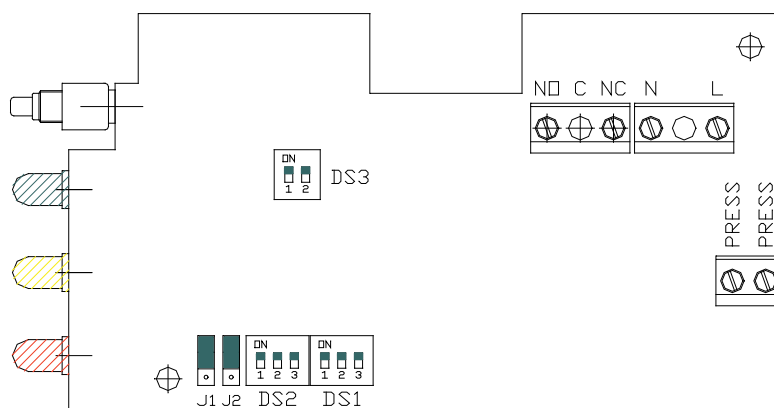 NO C NC N L
ON
1 2
DS3
PRESS
PRESS
ON
1 2 3
ON
1 2 3
J1 J2 DS2 DS1